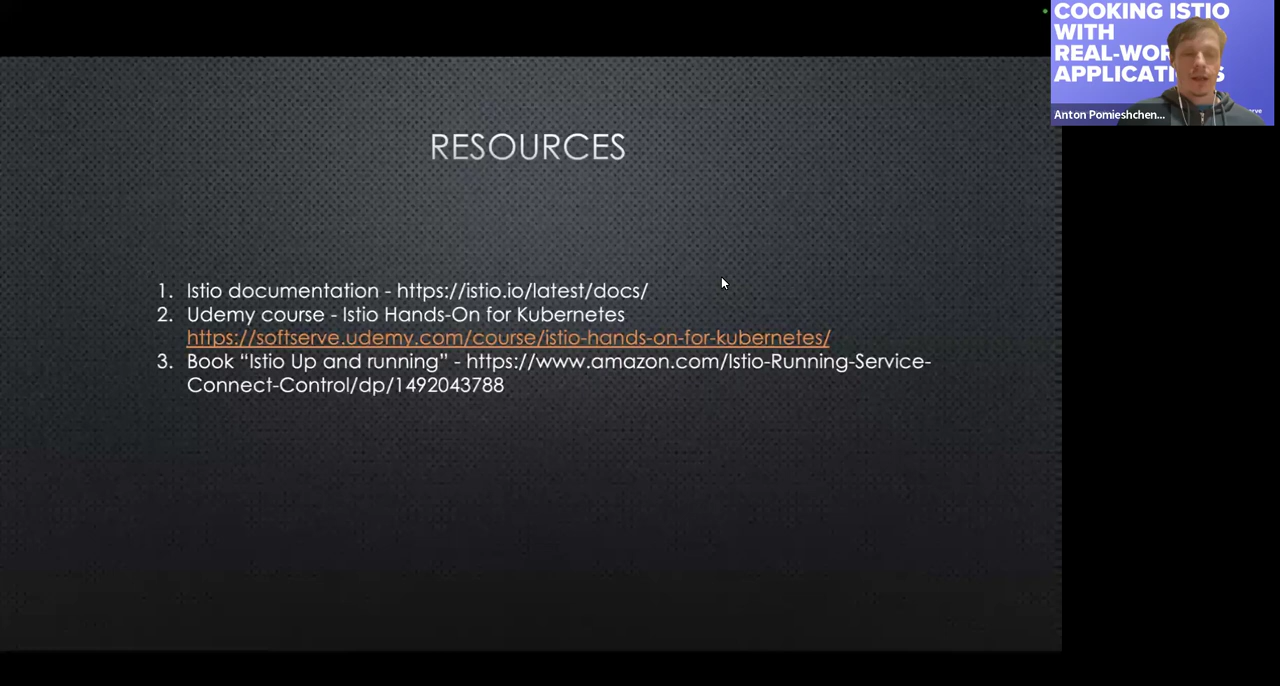 COOKING ISTIO
WITH
REAL-WOR
APPLICATI S
Anton Pomieshchen...
RESOURCES
1. Istio documentation - https://istio.io/latest/docs/
2. Udemy course - Istio Hands-On for Kubernetes
https://softserve.udemy.com/course/istio-hands-on-for-kubernetes/
3. Book “Istio Up and running” - https://www.amazon.com/Istio-Running-Service-
Connect-Control/dp/1492043788